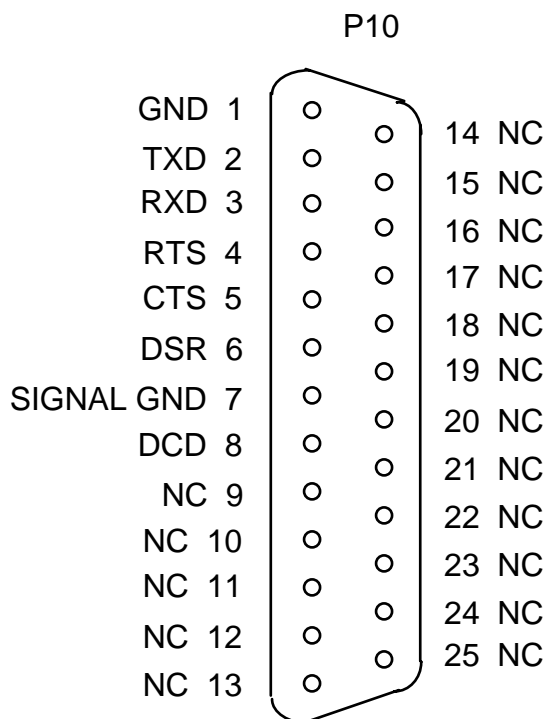 P10
GND 1
TXD 2
RXD 3
RTS 4
CTS 5
DSR 6
SIGNAL GND 7
DCD 8
NC 9
NC 10
NC 11
NC 12
NC 13
14 NC
15 NC
16 NC
17 NC
18 NC
19 NC
20 NC
21 NC
22 NC
23 NC
24 NC
25 NC